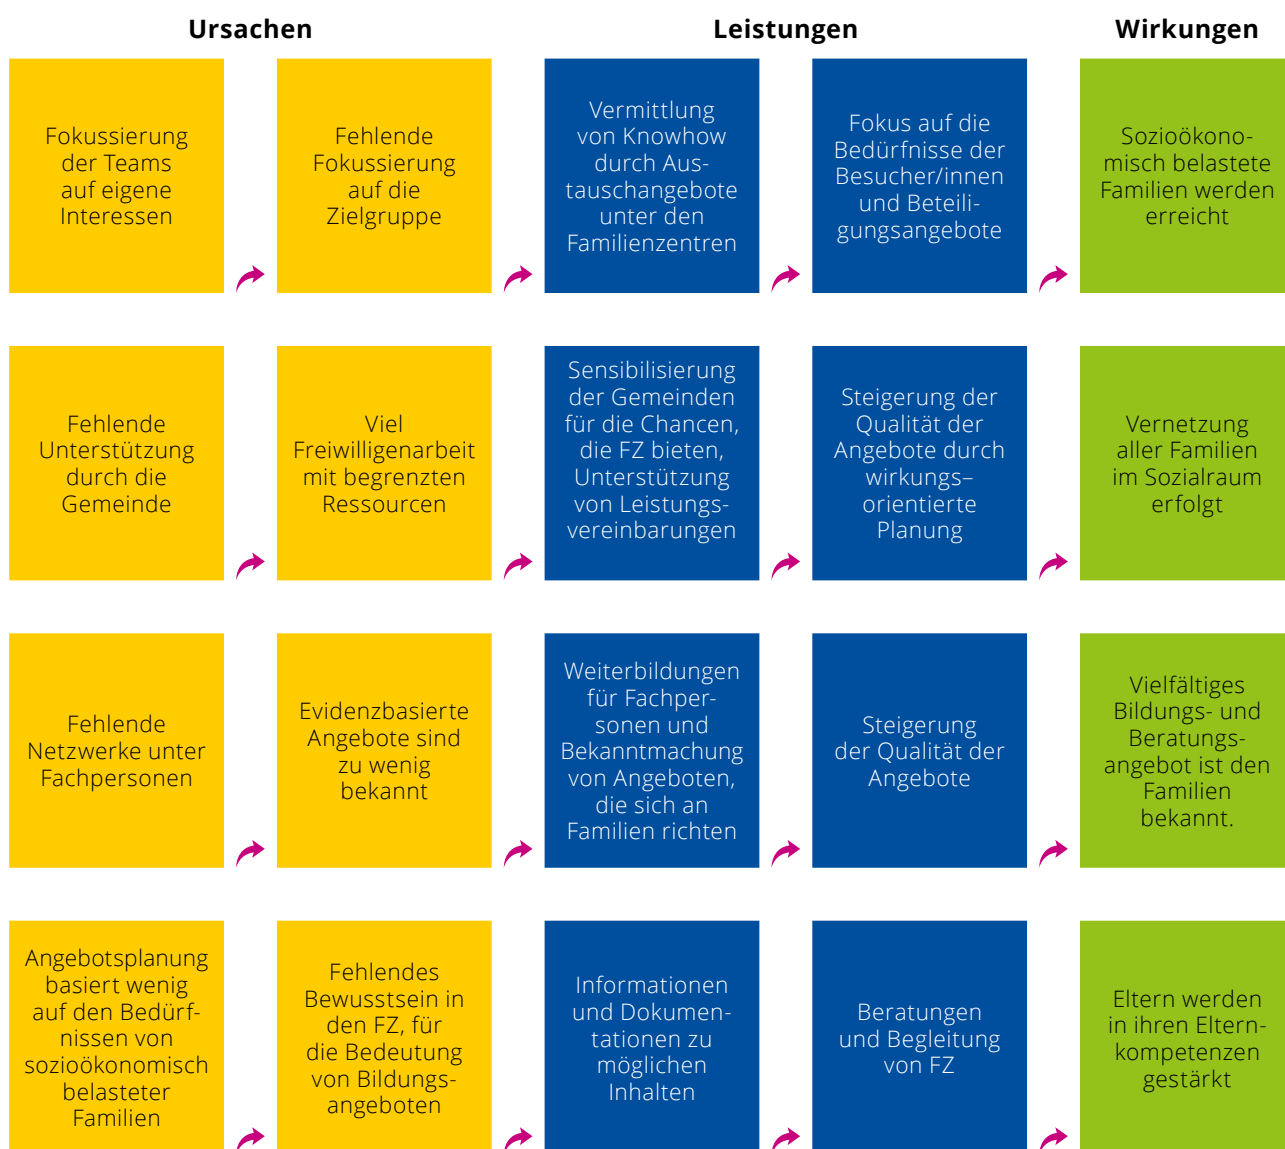 Ursachen
Leistungen
Wirkungen
Fokussierung
der Teams
auf eigene
Interessen
Fehlende
Fokussierung
auf die
Zielgruppe
Vermittlung
von Knowhow
durch Aus-
tauschangebote
unter den
Familienzentren
Fokus auf die
Bedürfnisse der
Besucher/innen
und Beteili-
gungsangebote
Sozioökono-
misch belastete
Familien werden
erreicht
Fehlende
Unterstützung
durch die
Gemeinde
Viel
Freiwilligenarbeit
mit begrenzten
Ressourcen
Sensibilisierung
der Gemeinden
für die Chancen,
die FZ bieten,
Unterstützung
von Leistungs-
vereinbarungen
Steigerung der
Qualität der
Angebote durch
wirkungs–
orientierte
Planung
Vernetzung
aller Familien
im Sozialraum
erfolgt
Fehlende
Netzwerke unter
Fachpersonen
Evidenzbasierte
Angebote sind
zu wenig
bekannt
Weiterbildungen
für Fachper-
sonen und
Bekanntmachung
von Angeboten,
die sich an
Familien richten
Steigerung
der Qualität der
Angebote
Vielfältiges
Bildungs- und
Beratungs-
angebot ist den
Familien
bekannt.
Angebotsplanung
basiert wenig
auf den Bedürf-
nissen von
sozioökonomisch
belasteter
Familien
Fehlendes
Bewusstsein in
den FZ, für
die Bedeutung
von Bildungs-
angeboten
Informationen
und Dokumen-
tationen zu
möglichen
Inhalten
Beratungen
und Begleitung
von FZ
Eltern werden
in ihren Eltern-
kompetenzen
gestärkt